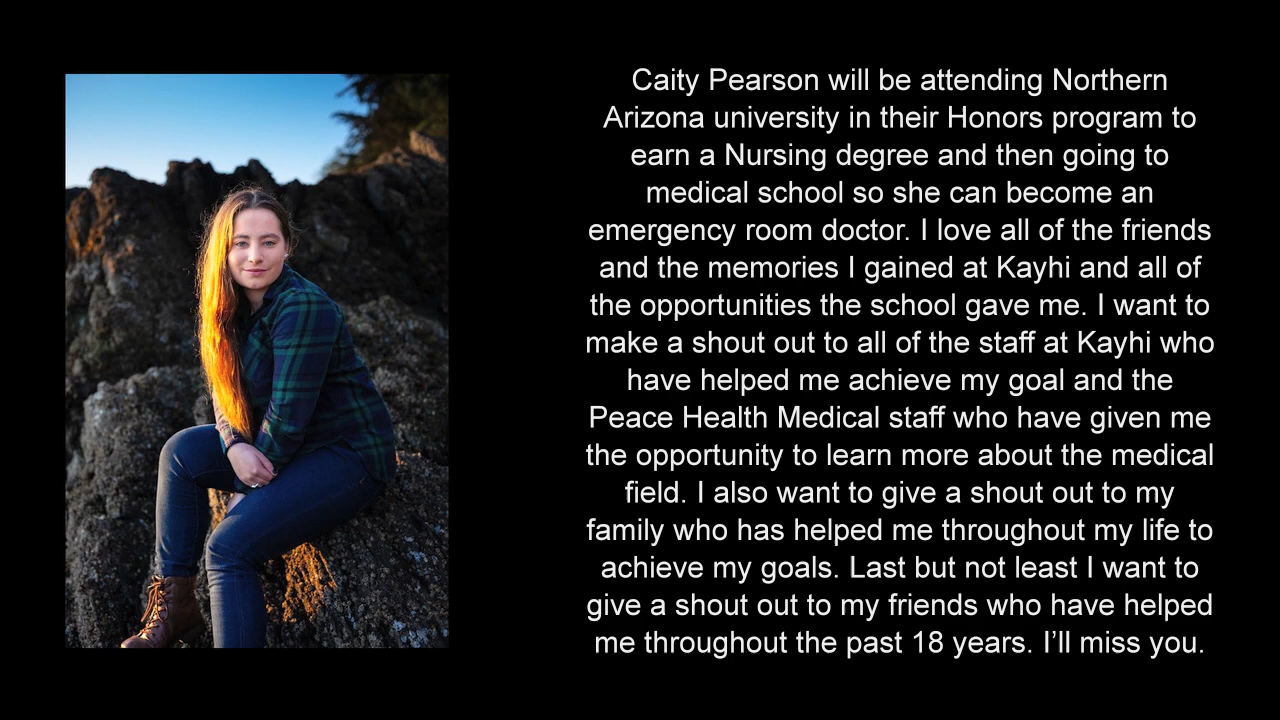 Caity Pearson will be attending Northern
Arizona university in their Honors program to
earn a Nursing degree and then going to
medical school so she can become an
emergency room doctor. I love all of the friends
and the memories I gained at Kayhi and all of
the opportunities the school gave me. I want to
make a shout out to all of the staff at Kayhi who
have helped me achieve my goal and the
Peace Health Medical staff who have given me
the opportunity to learn more about the medical
field. I also want to give a shout out to my
family who has helped me throughout my life to
achieve my goals. Last but not least I want to
give a shout out to my friends who have helped
me throughout the past 18 years. I’ll miss you.